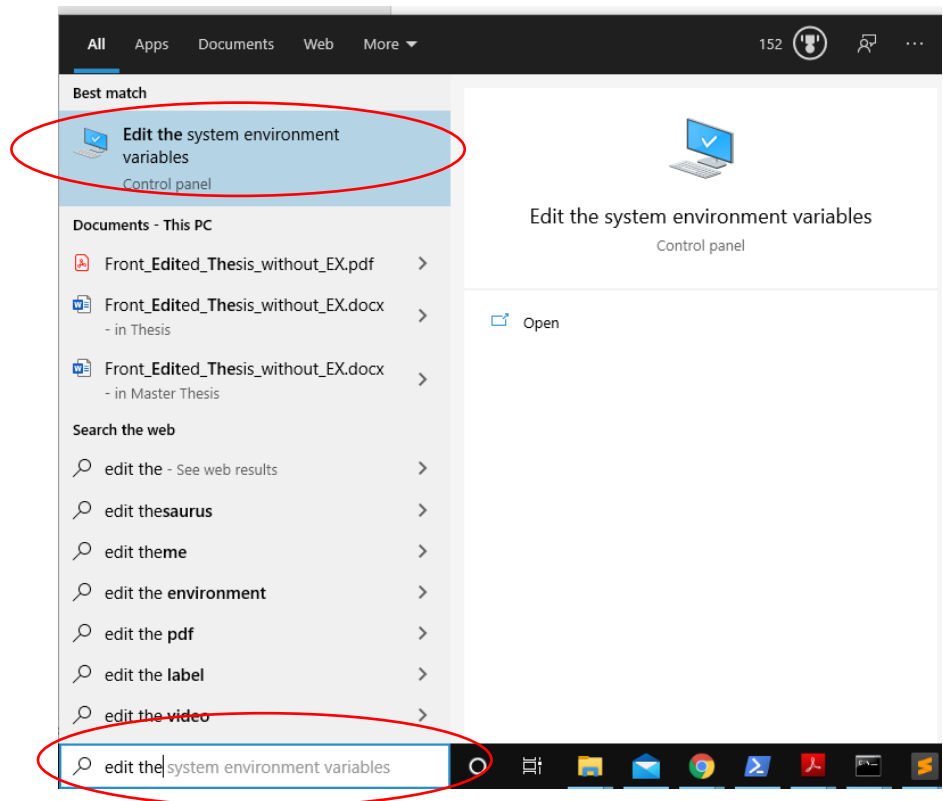 All Apps Documents Web More 152 ...
Best match
Edit the system environment
variables
Control panel
Documents - This PC
Front_Edited_Thesis_without_EX.pdf
Front_Edited_Thesis_without_EX.docx
- in Thesis
Front_Edited_Thesis_without_EX.docx
- in Master Thesis
Search the web
edit the - See web results
edit thesaurus
edit theme
edit the environment
edit the pdf
edit the label
edit the video
edit the system environment variables
Edit the system environment variables
Control panel
Open